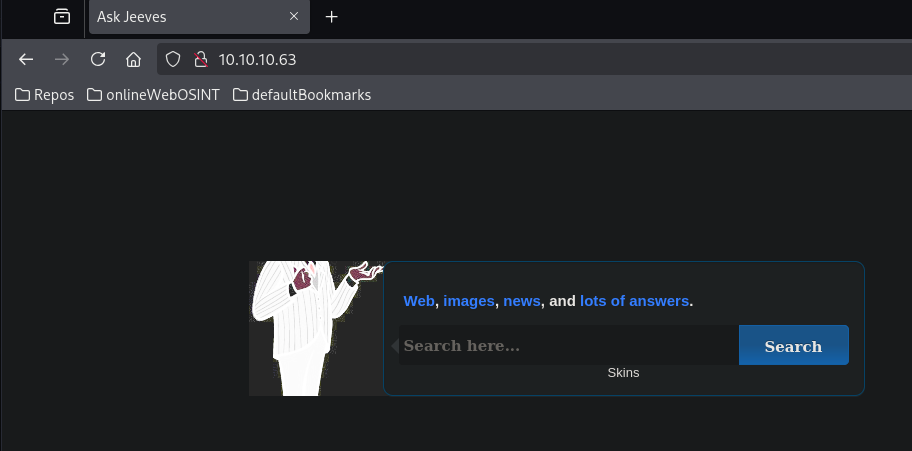 Ask Jeeves
10.10.10.63
Repos onlineWebOSINT defaultBookmarks
Web, images, news, and lots of answers.
Search here... Search
Skins